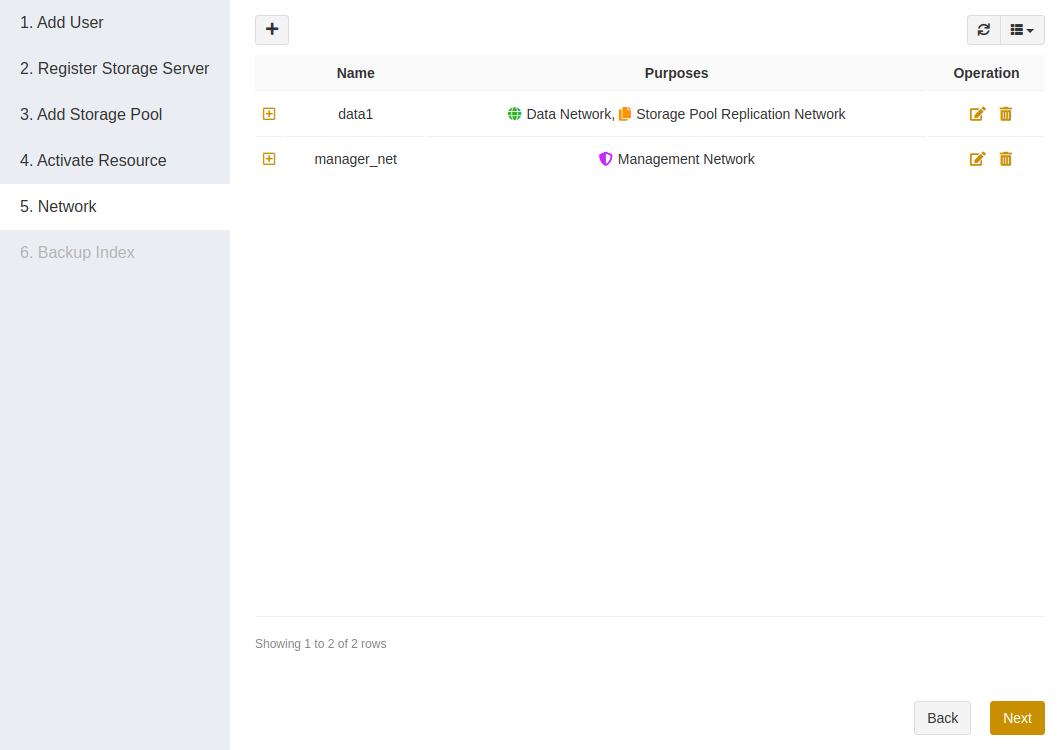 1. Add User
2. Register Storage Server
3. Add Storage Pool
4. Activate Resource
5. Network
6. Backup Index
Name Purposes Operation
data1 Data Network, Storage Pool Replication Network
manager_net Management Network
Showing 1 to 2 of 2 rows
Back Next